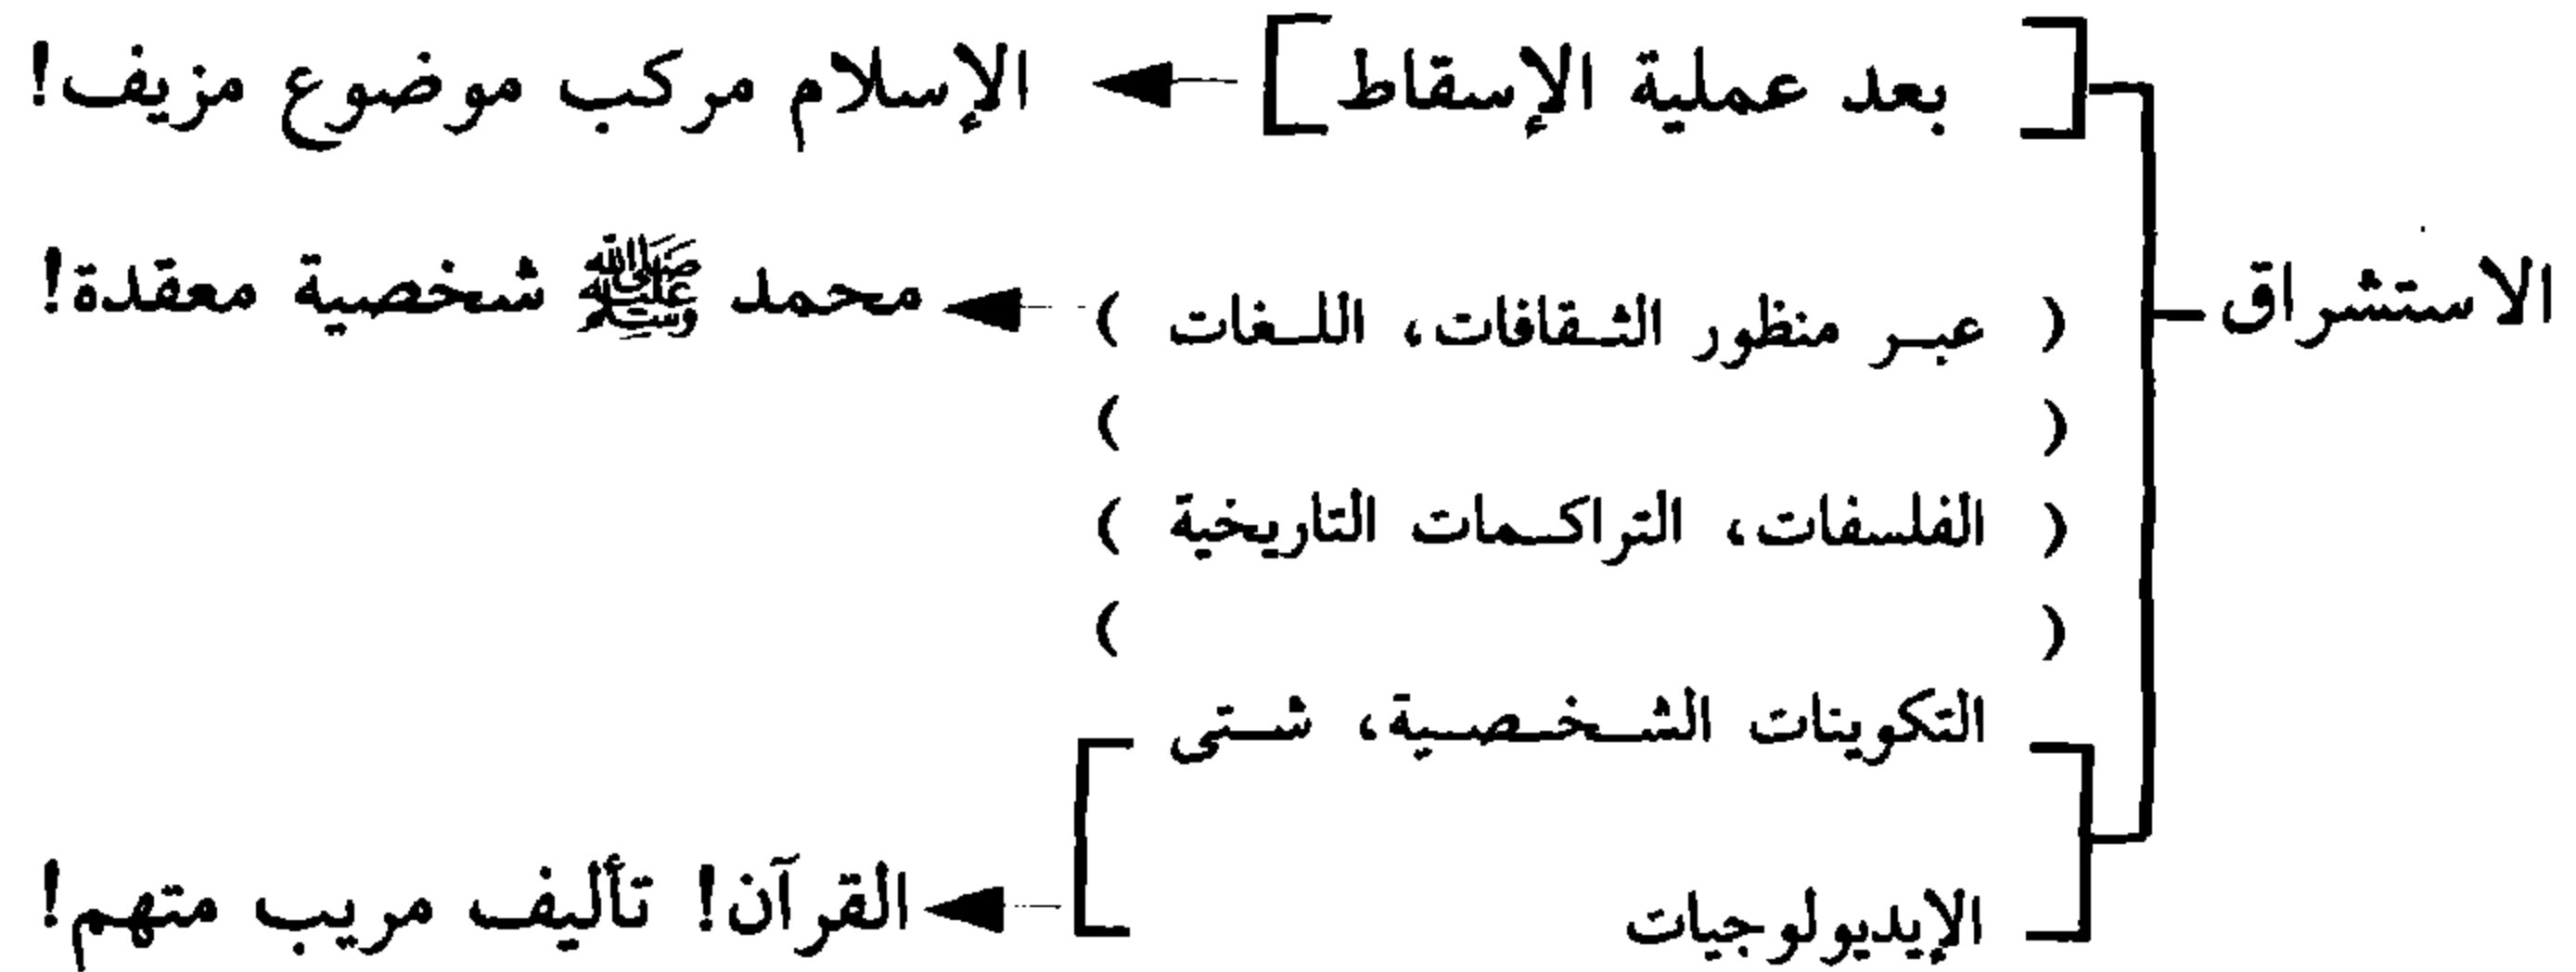 [ بعد عملية الإسقاط ] الإسلام مركب موضوع مزيف!
الاستشراق
( عبر منظور الثقافات، اللغات ) محمد ﷺ شخصية معقدة!
( )
( الفلسفات، التراكمات التاريخية )
( )
التكوينات الشخصية، شتى
الإيديولوجيات
القرآن! تأليف مريب متهم!